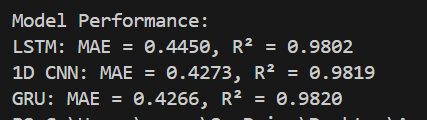 Model Performance:
LSTM: MAE = 0.4450, R² = 0.9802
1D CNN: MAE = 0.4273, R² = 0.9819
GRU: MAE = 0.4266, R² = 0.9820